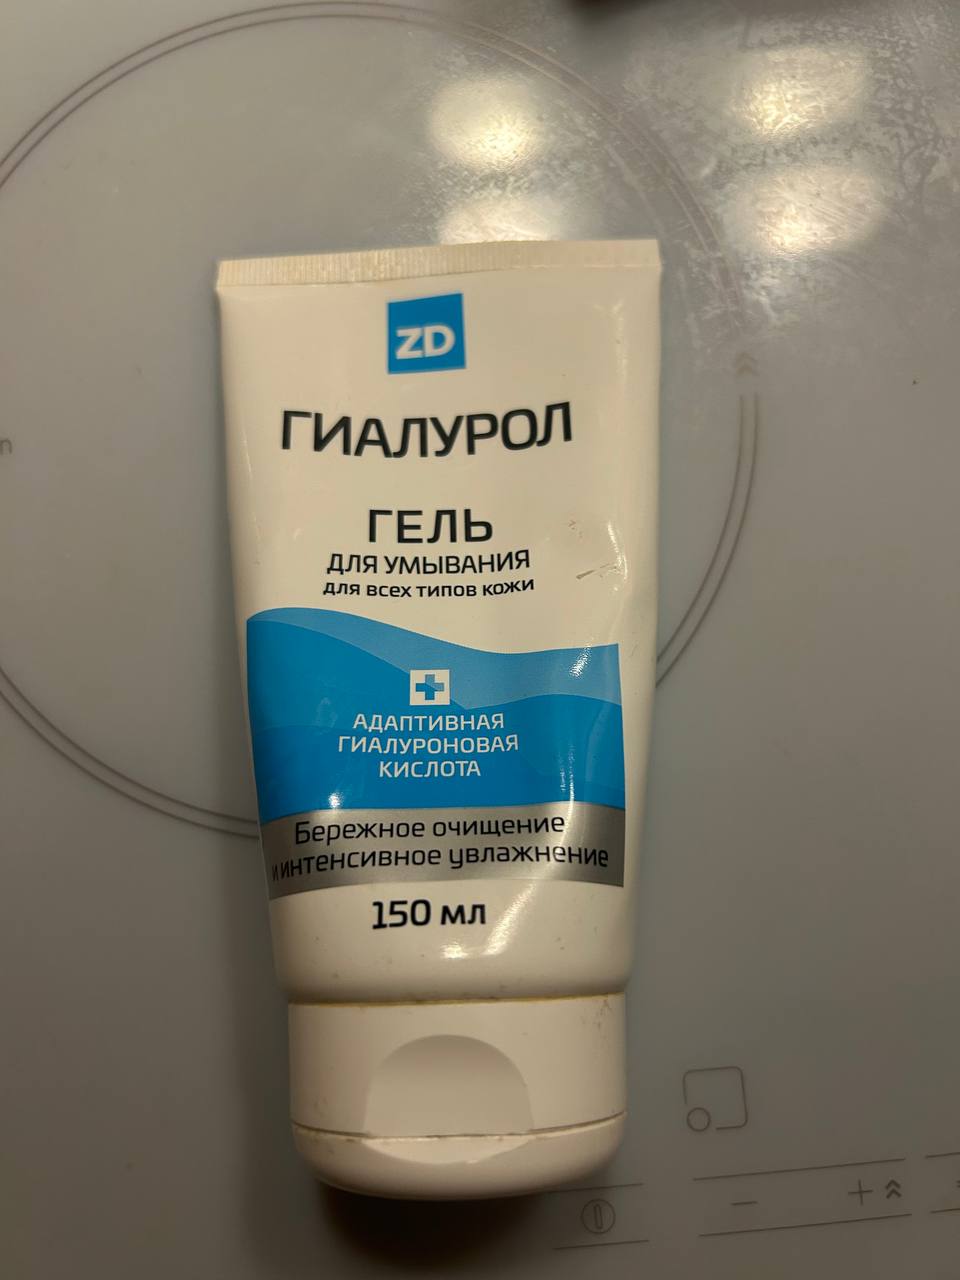 ZD
ГИАЛУРОЛ
ГЕЛЬ
ДЛЯ УМЫВАНИЯ
ДЛЯ ВСЕХ ТИПОВ КОЖИ
АДАПТИВНАЯ
ГИАЛУРОНОВАЯ
КИСЛОТА
Бережное очищение
и интенсивное увлажнение
150 мл